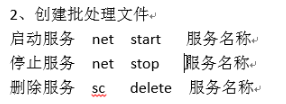 2、创建批处理文件
启动服务 net start 服务名称
停止服务 net stop 服务名称
删除服务 sc delete 服务名称